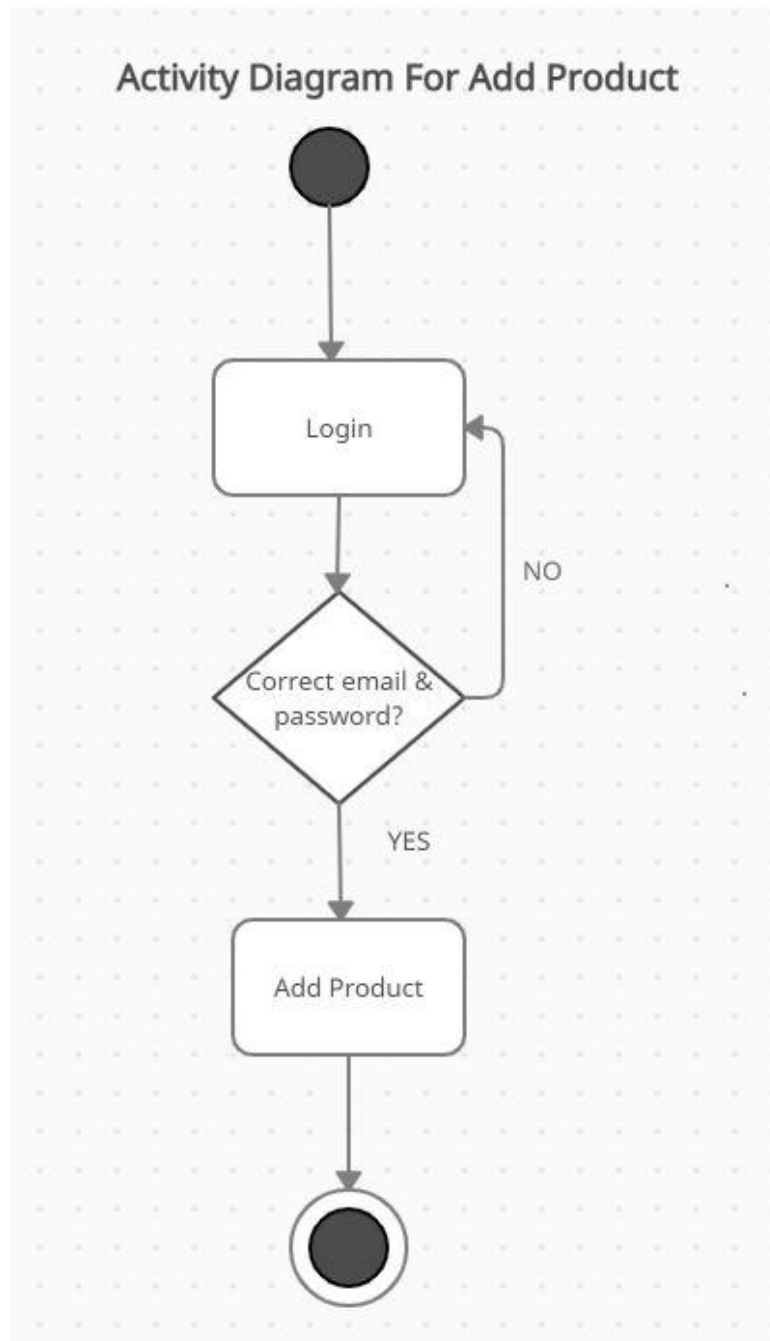 Activity Diagram For Add Product
Login
NO
Correct email &
password?
YES
Add Product